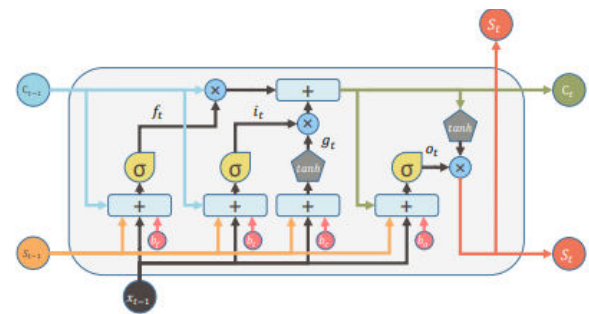 S_t
C_{t-1}
×
+
C_t
f_t
i_t
×
g_t
tanh
o_t
σ
σ
tanh
σ
×
+
+
+
+
b_f
b_i
b_c
b_o
S_{t-1}
S_t
x_{t-1}